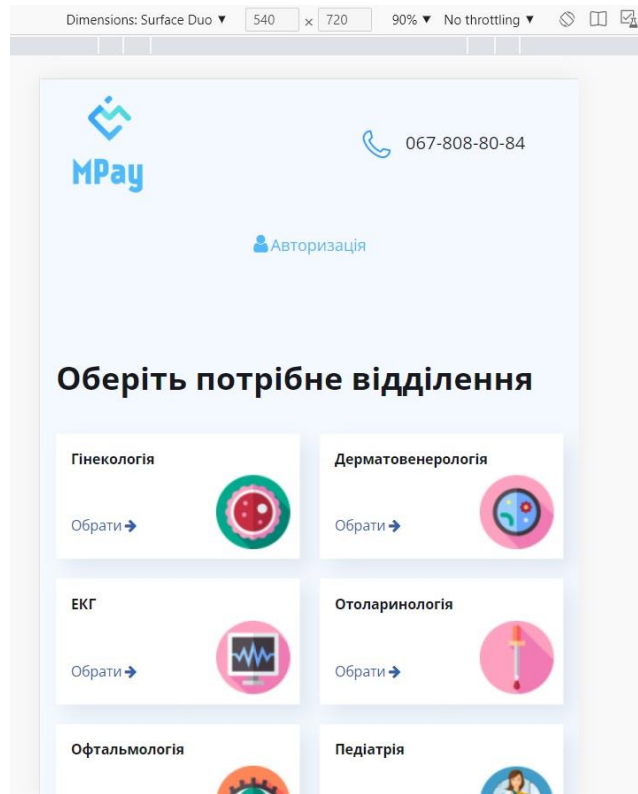 Dimensions: Surface Duo ▼ 540 × 720 90% ▼ No throttling ▼
MPay
067-808-80-84
Авторизація
Оберіть потрібне відділення
Гінекологія
Обрати
Дерматовенерологія
Обрати
ЕКГ
Обрати
Отоларинологія
Обрати
Офтальмологія
Педіатрія